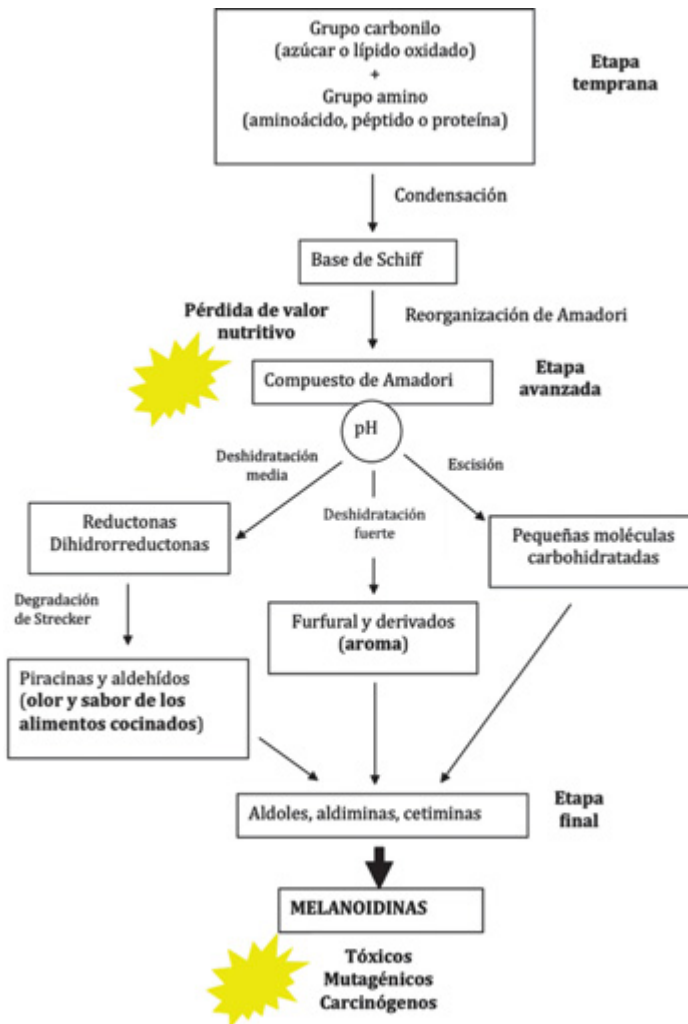 Grupo carbonilo
(azúcar o lípido oxidado)
+
Grupo amino
(aminoácido, péptido o proteína)
Etapa
temprana
Condensación
Base de Schiff
Pérdida de valor
nutritivo
Reorganización de Amadori
Compuesto de Amadori
Etapa
avanzada
pH
Deshidratación
media
Deshidratación
fuerte
Escisión
Reductonas
Dihidrorreductonas
Pequeñas moléculas
carbohidratadas
Degradación
de Strecker
Furfural y derivados
(aroma)
Piracinas y aldehídos
(olor y sabor de los
alimentos cocinados)
Aldoles, aldiminas, cetiminas
Etapa
final
MELANOIDINAS
Tóxicos
Mutagénicos
Carcinógenos